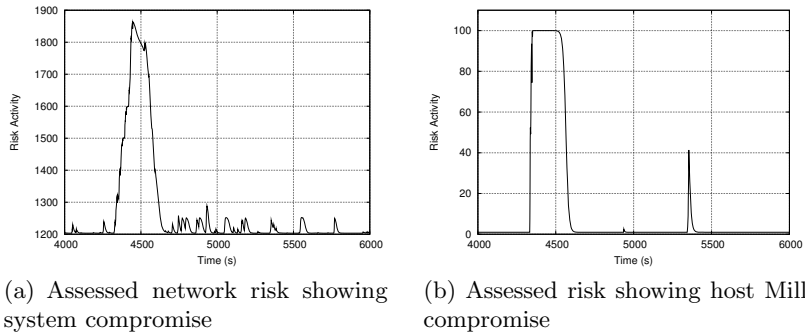 1900
1800
1700
1600
1500
1400
1300
1200
Risk Activity
4000 4500 5000 5500 6000
Time (s)
(a) Assessed network risk showing
system compromise
100
80
60
40
20
0
Risk Activity
4000 4500 5000 5500 6000
Time (s)
(b) Assessed risk showing host Mill
compromise